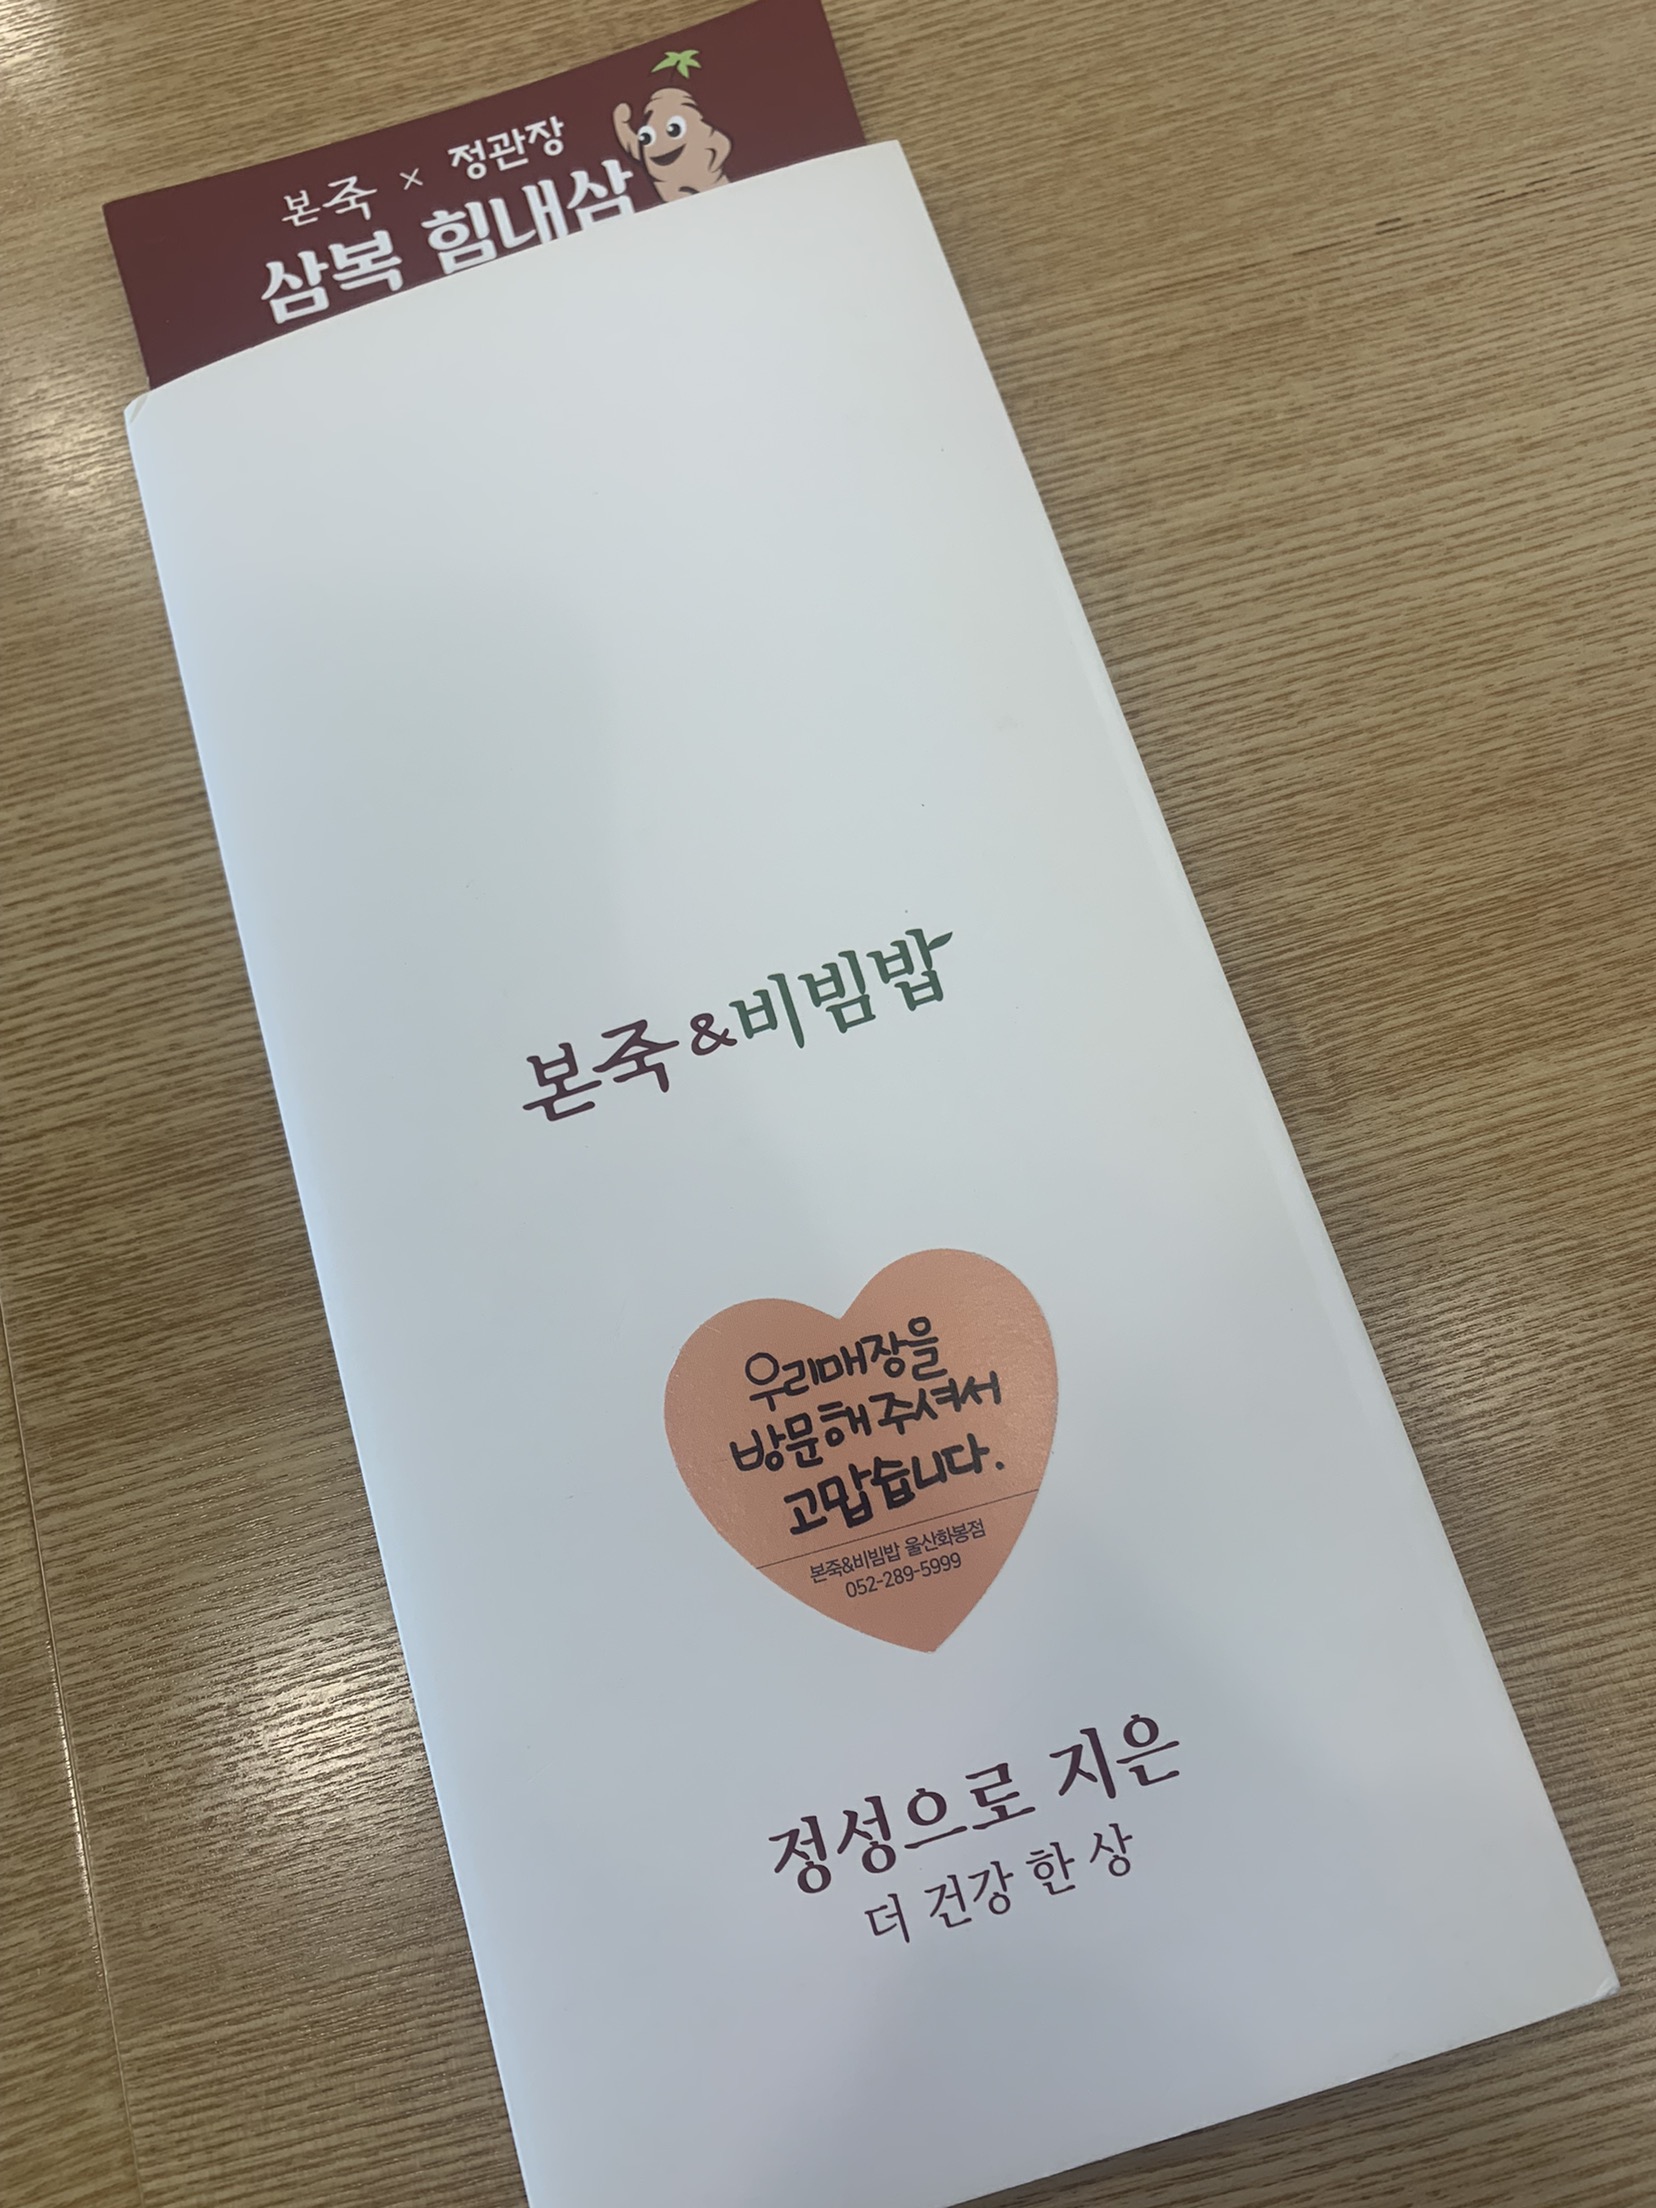 본죽 × 정관장
삼복 힘내삼
본죽&비빔밥
우리매장을
방문해주셔서
고맙습니다.
본죽&비빔밥 울산화봉점
052-289-5999
정성으로 지은
더 건강 한 상